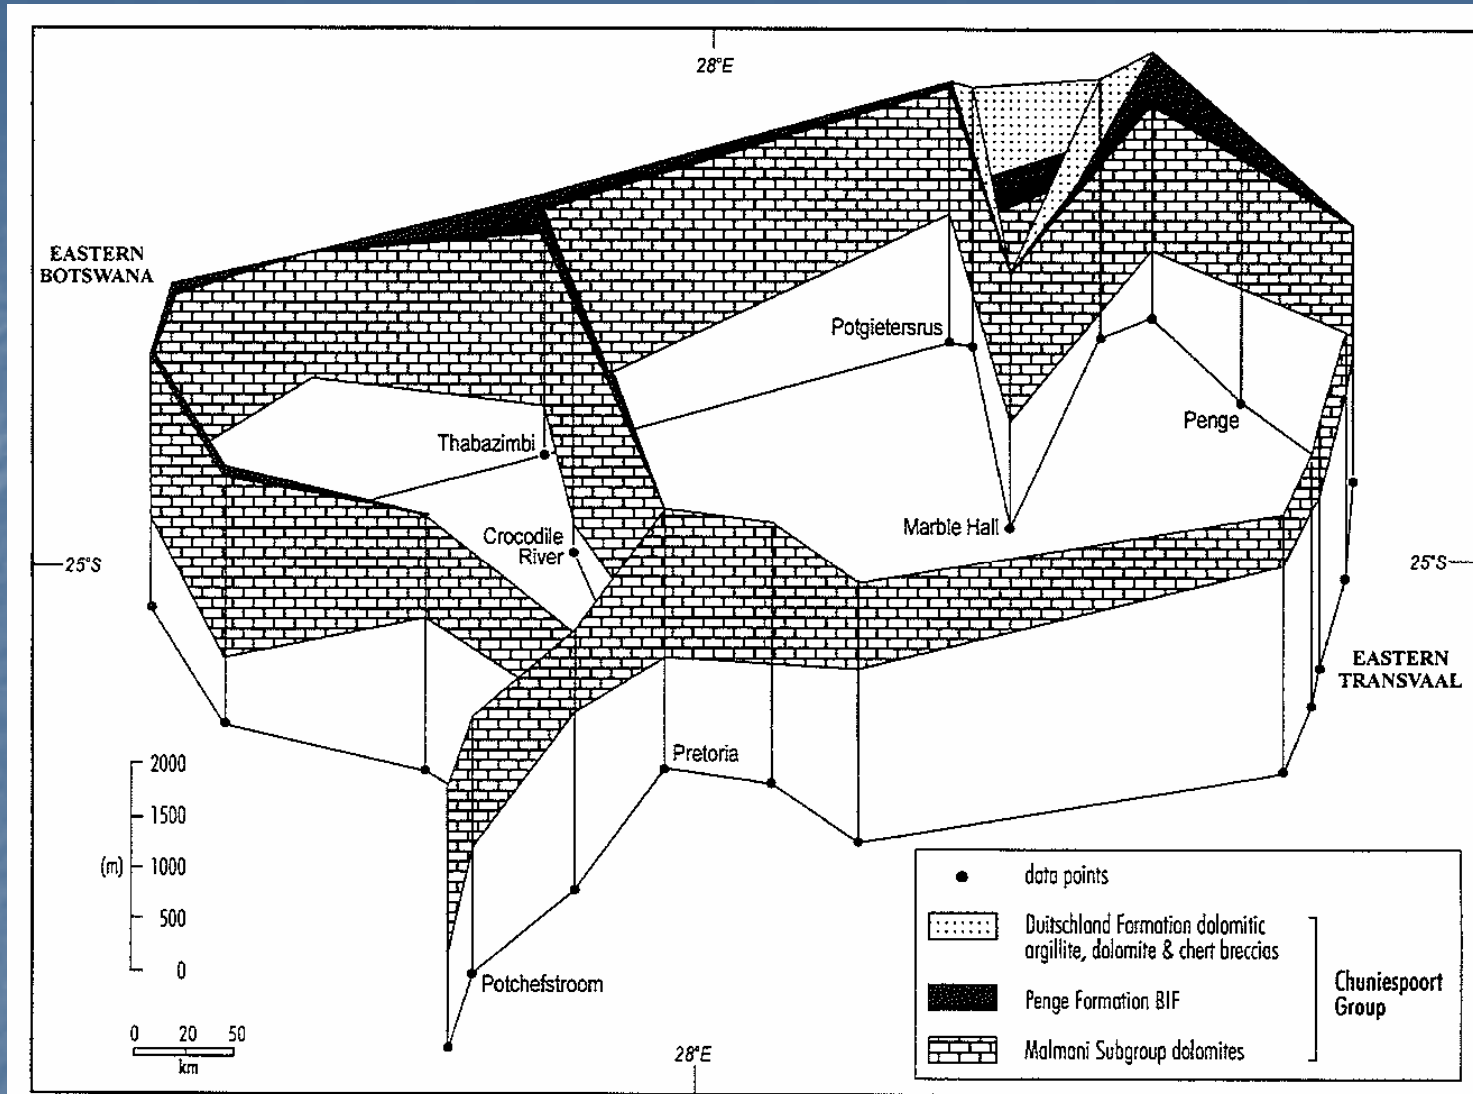 28°E
EASTERN
BOTSWANA
Potgietersrus
Penge
Thabazimbi
Marble Hall
Crocodile
River
25°S
25°S
EASTERN
TRANSVAAL
Pretoria
2000
1500
(m)
1000
500
0
Potchefstroom
0 20 50
km
28°E
data points
Duitschland Formation dolomitic
argillite, dolomite & chert breccias
Penge Formation BIF
Malmani Subgroup dolomites
Chuniespoort
Group